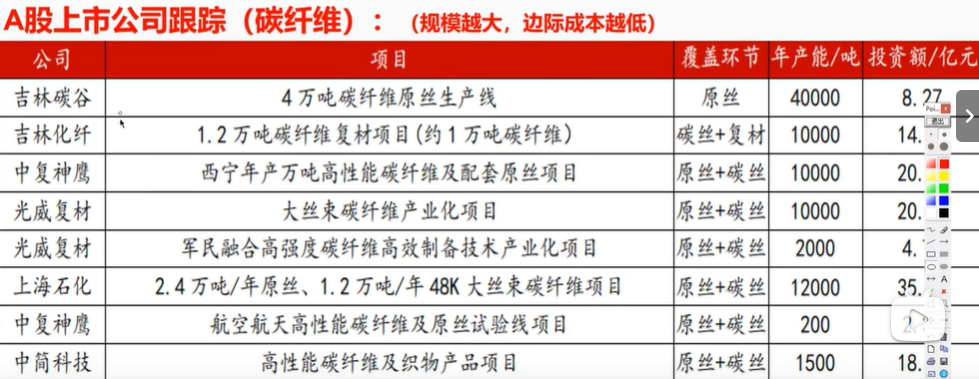 A股上市公司跟踪（碳纤维）：（规模越大，边际成本越低）
公司 项目 覆盖环节 年产能/吨 投资额/亿元
吉林碳谷 4万吨碳纤维原丝生产线 原丝 40000 8.27
吉林化纤 1.2万吨碳纤维复材项目(约1万吨碳纤维) 碳丝+复材 10000 14.
中复神鹰 西宁年产万吨高性能碳纤维及配套原丝项目 原丝+碳丝 10000 20.
光威复材 大丝束碳纤维产业化项目 原丝+碳丝 10000 20.
光威复材 军民融合高强度碳纤维高效制备技术产业化项目 原丝+碳丝 2000 4.
上海石化 2.4万吨/年原丝、1.2万吨/年48K大丝束碳纤维项目 原丝+碳丝 12000 35.
中复神鹰 航空航天高性能碳纤维及原丝试验线项目 原丝+碳丝 200 2.
中简科技 高性能碳纤维及织物产品项目 原丝+碳丝 1500 18.
Poi...
退出
A